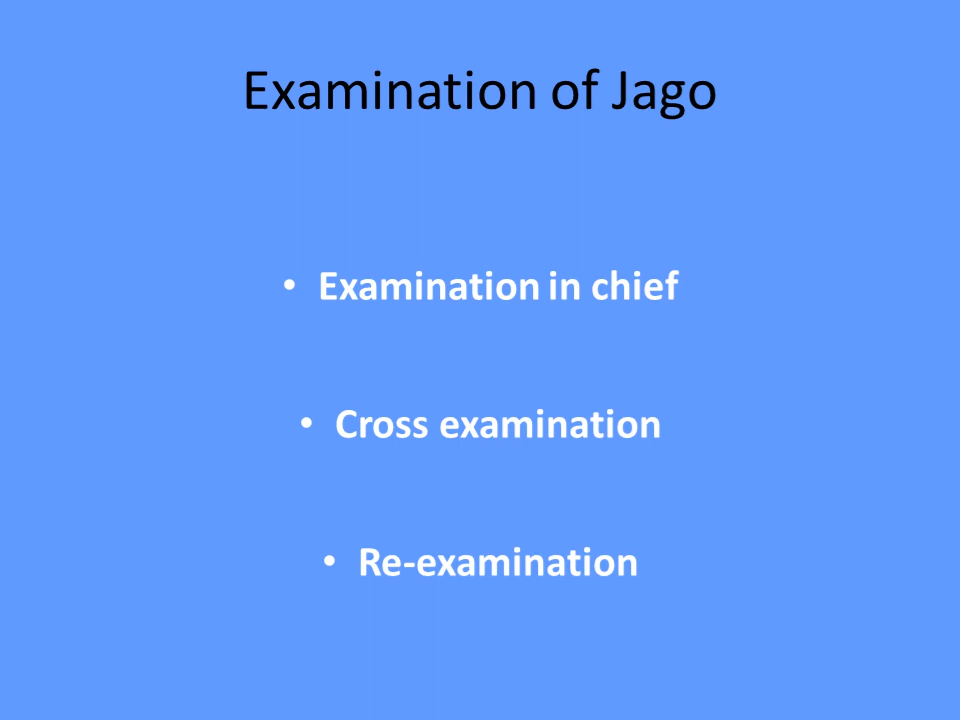 Examination of Jago
• Examination in chief
• Cross examination
• Re-examination